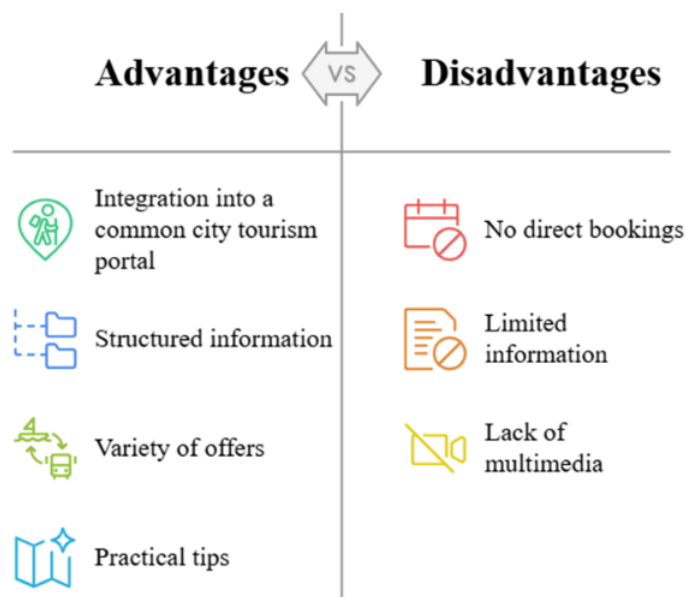 Advantages
VS
Disadvantages
Integration into a
common city tourism
portal
Structured information
Variety of offers
Practical tips
No direct bookings
Limited
information
Lack of
multimedia